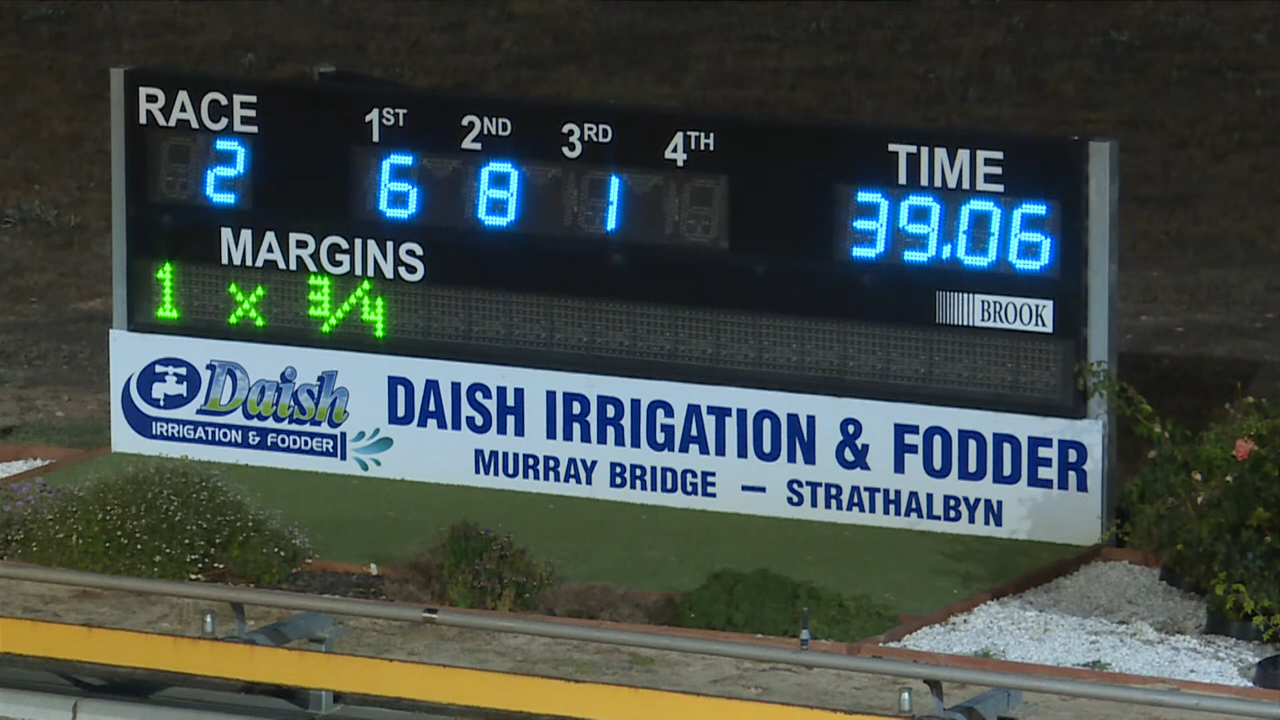 RACE 1ST 2ND 3RD 4TH TIME
2 6 8 1 39.06
MARGINS
1 x 3/4
BROOK
Daish
IRRIGATION & FODDER
DAISH IRRIGATION & FODDER
MURRAY BRIDGE – STRATHALBYN